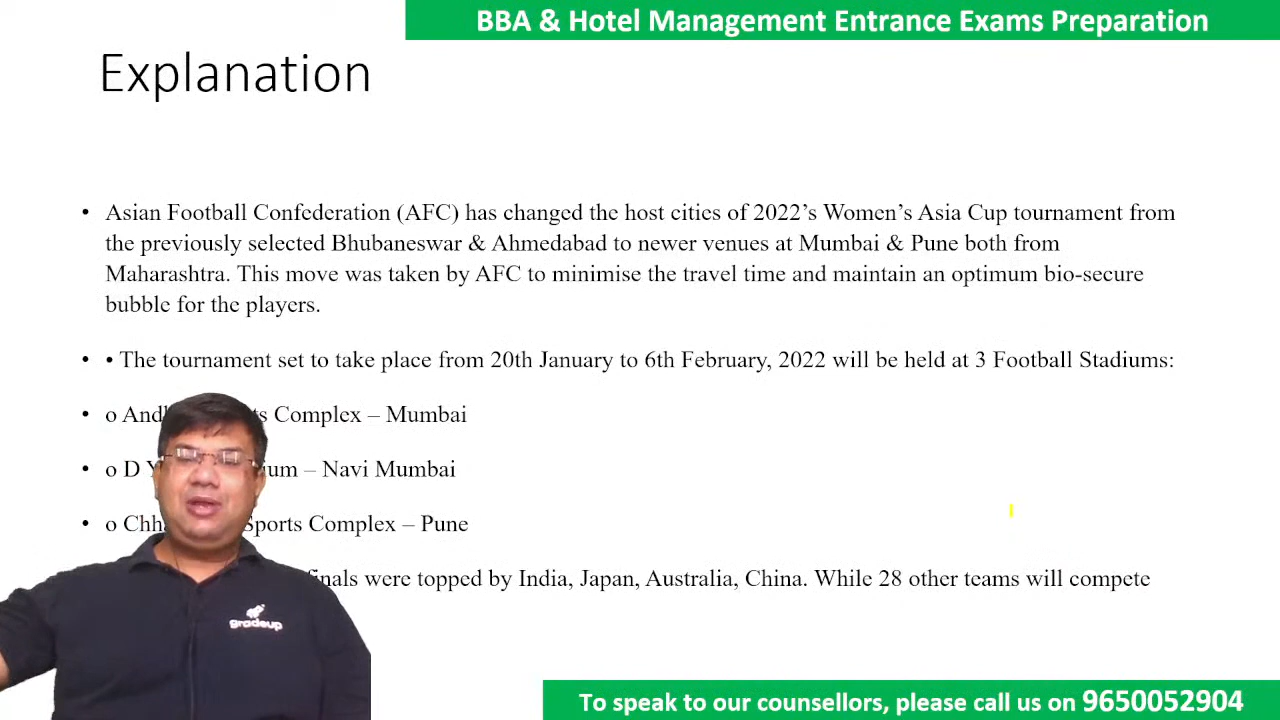 BBA & Hotel Management Entrance Exams Preparation
Explanation
• Asian Football Confederation (AFC) has changed the host cities of 2022’s Women’s Asia Cup tournament from
the previously selected Bhubaneswar & Ahmedabad to newer venues at Mumbai & Pune both from
Maharashtra. This move was taken by AFC to minimise the travel time and maintain an optimum bio-secure
bubble for the players.
• • The tournament set to take place from 20th January to 6th February, 2022 will be held at 3 Football Stadiums:
• o Complex – Mumbai
• o D – Navi Mumbai
• o Sports Complex – Pune
finals were topped by India, Japan, Australia, China. While 28 other teams will compete
gradeup
To speak to our counsellors, please call us on 9650052904